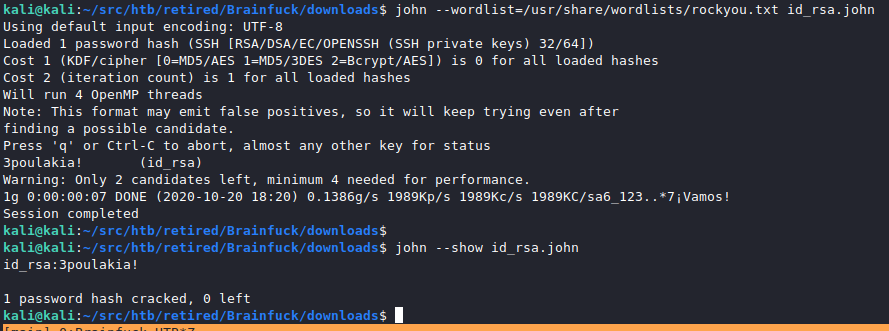 kali@kali:~/src/htb/retired/Brainfuck/downloads$ john --wordlist=/usr/share/wordlists/rockyou.txt id_rsa.john
Using default input encoding: UTF-8
Loaded 1 password hash (SSH [RSA/DSA/EC/OPENSSH (SSH private keys) 32/64])
Cost 1 (KDF/cipher [0=MD5/AES 1=MD5/3DES 2=Bcrypt/AES]) is 0 for all loaded hashes
Cost 2 (iteration count) is 1 for all loaded hashes
Will run 4 OpenMP threads
Note: This format may emit false positives, so it will keep trying even after
finding a possible candidate.
Press 'q' or Ctrl-C to abort, almost any other key for status
3poulakia!       (id_rsa)
Warning: Only 2 candidates left, minimum 4 needed for performance.
1g 0:00:00:07 DONE (2020-10-20 18:20) 0.1386g/s 1989Kp/s 1989Kc/s 1989KC/sa6_123..*7¡Vamos!
Session completed
kali@kali:~/src/htb/retired/Brainfuck/downloads$
kali@kali:~/src/htb/retired/Brainfuck/downloads$ john --show id_rsa.john
id_rsa:3poulakia!
1 password hash cracked, 0 left
kali@kali:~/src/htb/retired/Brainfuck/downloads$